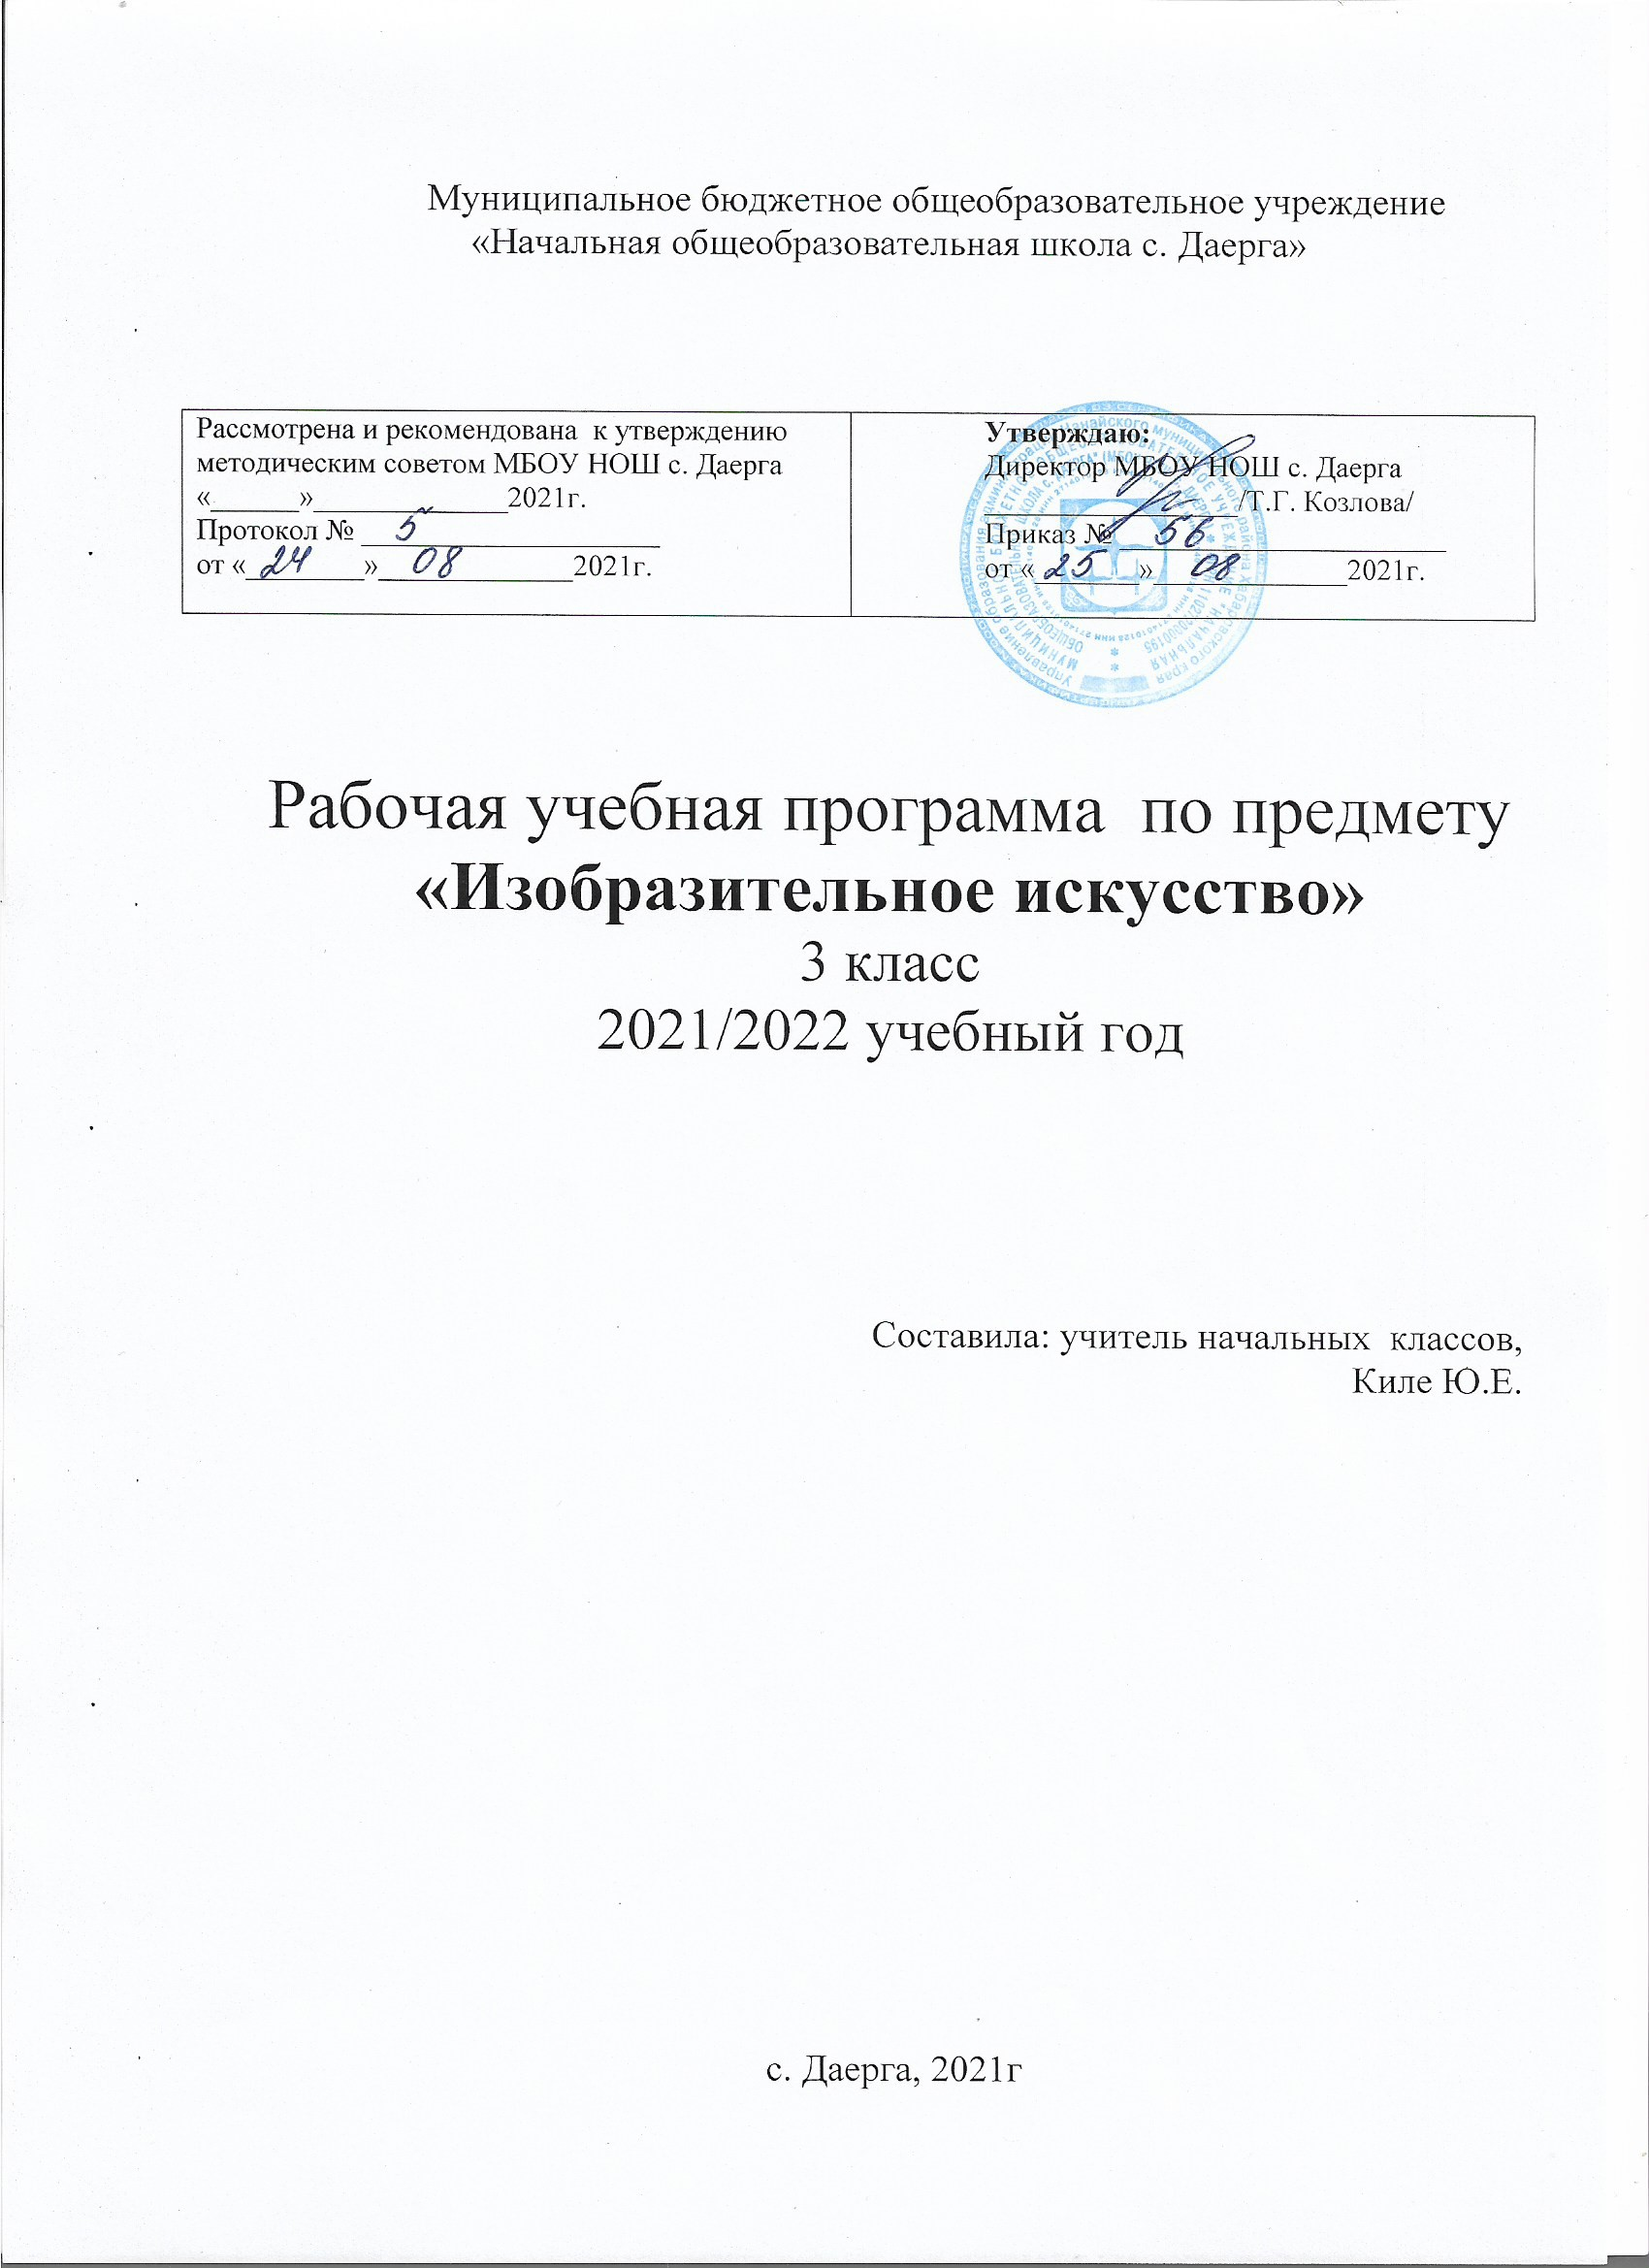 Муниципальное бюджетное общеобразовательное учреждение
«Начальная общеобразовательная школа с. Даерга»
Рассмотрена и рекомендована к утверждению
методическим советом МБОУ НОШ с. Даерга
«______»_____________2021г.
Протокол № 5
от «24»08 2021г.
Утверждаю:
Директор МБОУ НОШ с. Даерга
/Т.Г. Козлова/
Приказ № 56
от «25»08 2021г.
Рабочая учебная программа по предмету
«Изобразительное искусство»
3 класс
2021/2022 учебный год
Составила: учитель начальных классов,
Киле Ю.Е.
с. Даерга, 2021г